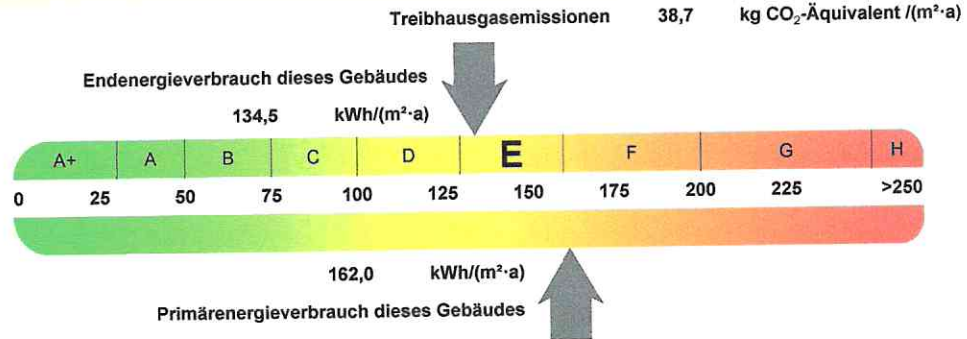 Treibhausgasemissionen 38,7 kg CO₂-Äquivalent /(m²·a)
Endenergieverbrauch dieses Gebäudes
134,5 kWh/(m²·a)
A+ A B C D E F G H
0 25 50 75 100 125 150 175 200 225 >250
162,0 kWh/(m²·a)
Primärenergieverbrauch dieses Gebäudes